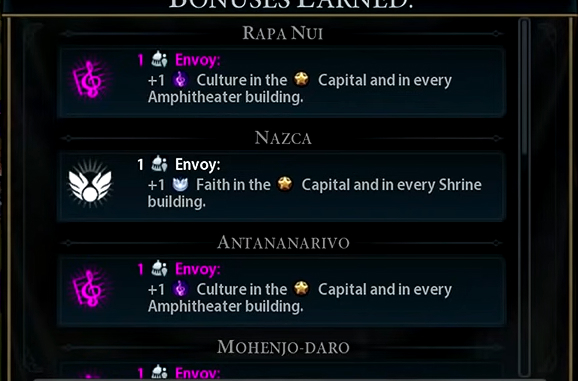 BONUSES EARNED:
RAPA NUI
1 Envoy:
+1 Culture in the Capital and in every
Amphitheater building.
NAZCA
1 Envoy:
+1 Faith in the Capital and in every Shrine
building.
ANTANANARIVO
1 Envoy:
+1 Culture in the Capital and in every
Amphitheater building.
MOHENJO-DARO
1 Envoy: